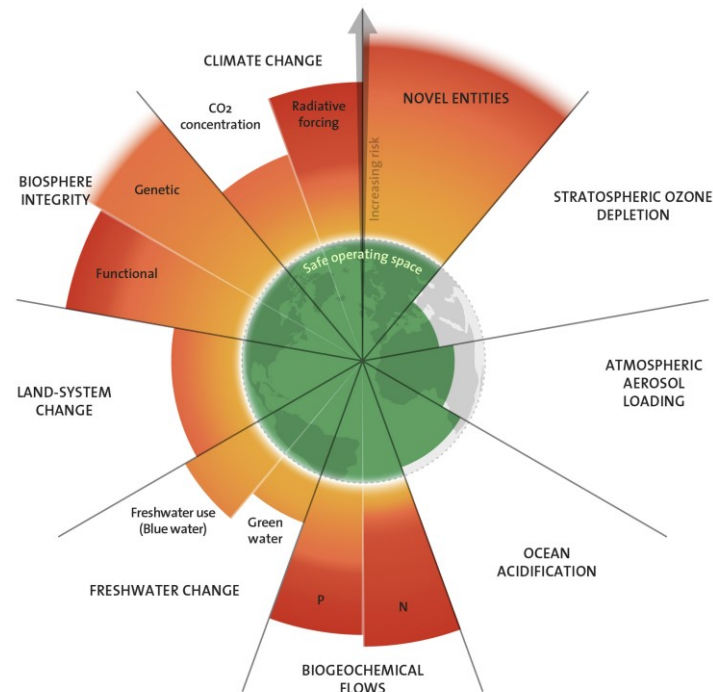 CLIMATE CHANGE
CO2
concentration
Radiative
forcing
NOVEL ENTITIES
Increasing risk
STRATOSPHERIC OZONE
DEPLETION
BIOSPHERE
INTEGRITY
Genetic
Functional
Safe operating space
ATMOSPHERIC
AEROSOL
LOADING
LAND-SYSTEM
CHANGE
Freshwater use
(Blue water)
Green
water
FRESHWATER CHANGE
P
N
OCEAN
ACIDIFICATION
BIOGEOCHEMICAL
FLOWS